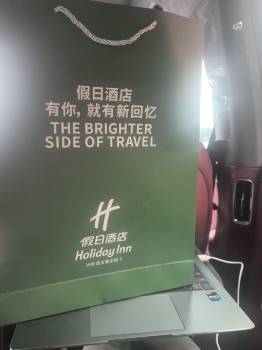 假日酒店
有你，就有新回忆
THE BRIGHTER
SIDE OF TRAVEL
假日酒店
Holiday Inn